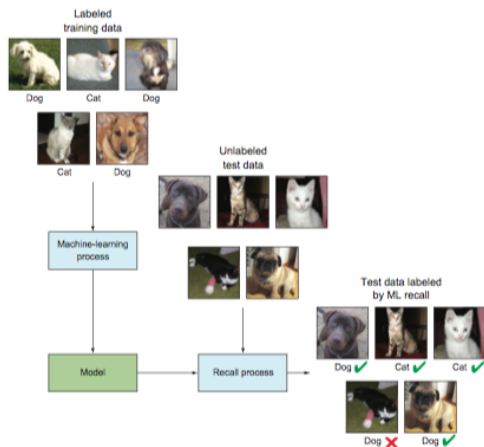 Labeled
training data
Dog
Cat
Dog
Cat
Dog
Unlabeled
test data
Machine-learning
process
Test data labeled
by ML recall
Dog
Cat
Cat
Model
Recall process
Dog
Dog